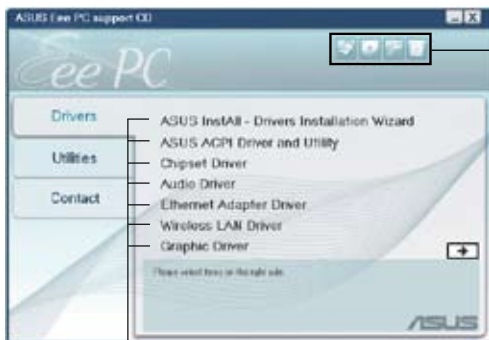 ASUS Eee PC support CD
Eee PC
Drivers
Utilities
Contact
ASUS InstAll - Drivers Installation Wizard
ASUS ACPI Driver and Utility
Chipset Driver
Audio Driver
Ethernet Adapter Driver
Wireless LAN Driver
Graphic Driver
Please select items on the right side.
ASUS